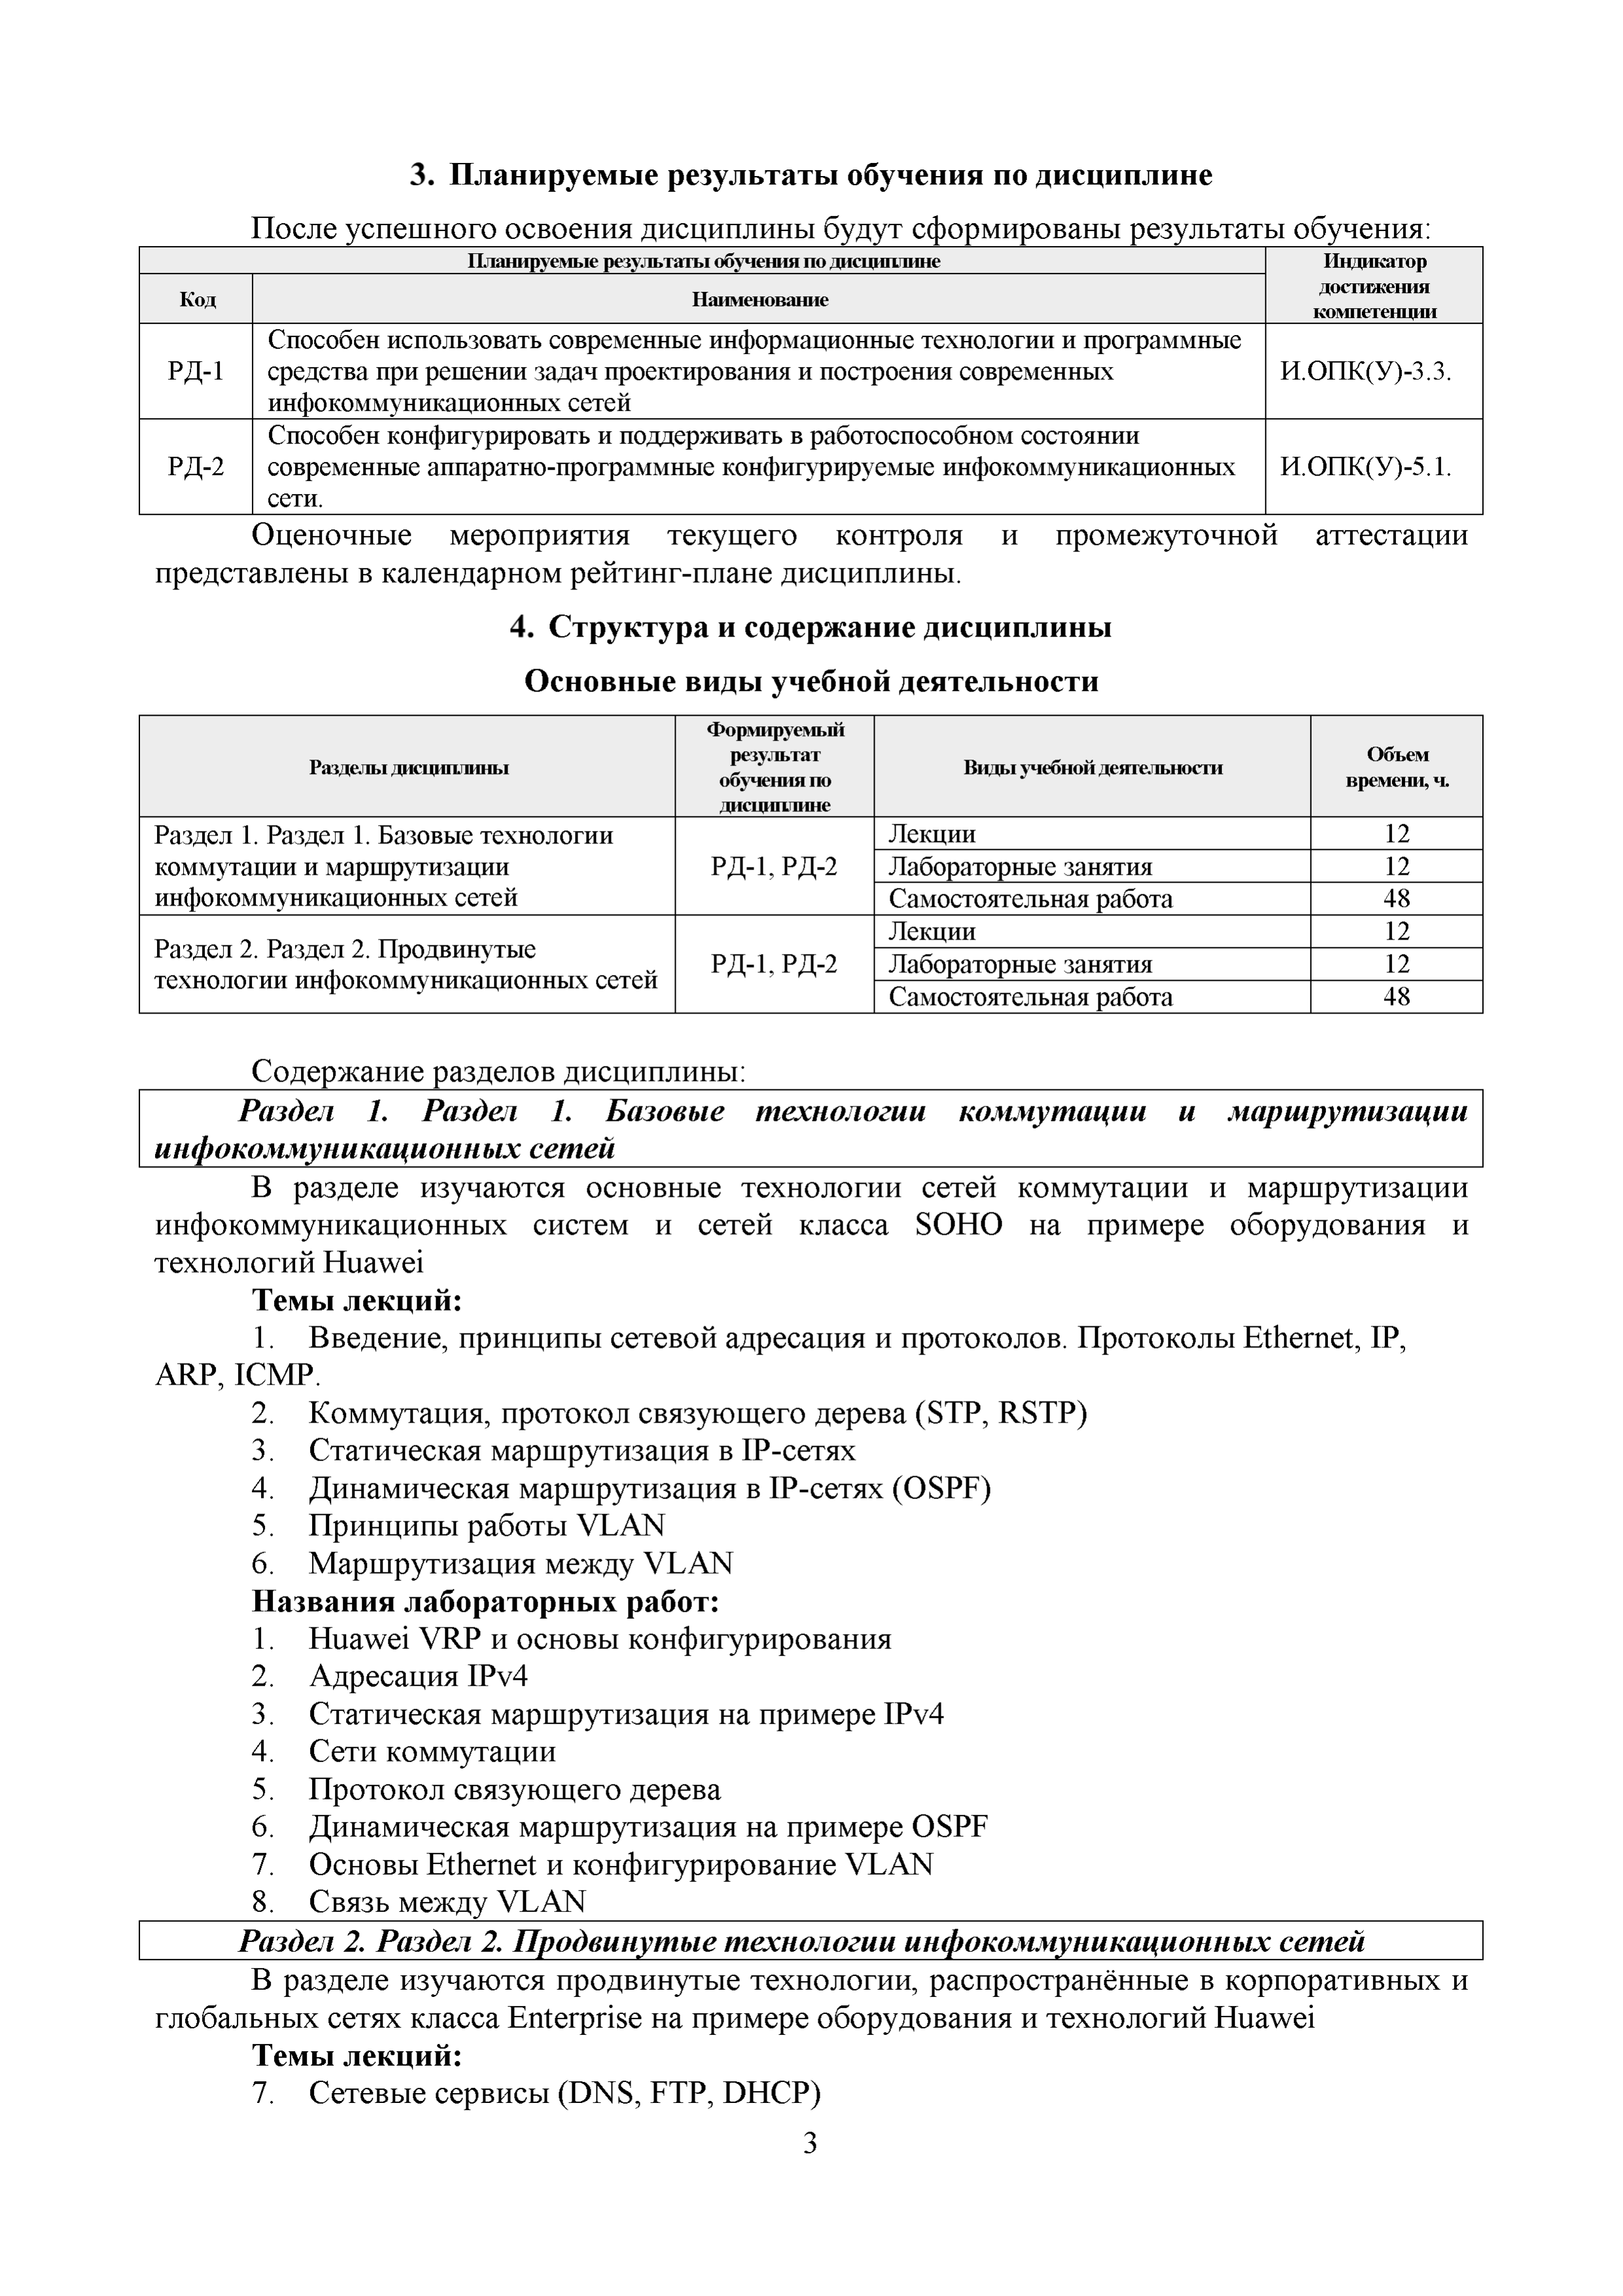 3. Планируемые результаты обучения по дисциплине
После успешного освоения дисциплины будут сформированы результаты обучения:
Планируемые результаты обучения по дисциплине
Индикатор
достижения
компетенции
Код
Наименование
РД-1
Способен использовать современные информационные технологии и программные
средства при решении задач проектирования и построения современных
инфокоммуникационных сетей
И.ОПК(У)-3.3.
РД-2
Способен конфигурировать и поддерживать в работоспособном состоянии
современные аппаратно-программные конфигурируемые инфокоммуникационных
сети.
И.ОПК(У)-5.1.
Оценочные мероприятия текущего контроля и промежуточной аттестации
представлены в календарном рейтинг-плане дисциплины.
4. Структура и содержание дисциплины
Основные виды учебной деятельности
Разделы дисциплины
Формируемый
результат
обучения по
дисциплине
Виды учебной деятельности
Объем
времени, ч.
Раздел 1. Раздел 1. Базовые технологии
коммутации и маршрутизации
инфокоммуникационных сетей
РД-1, РД-2
Лекции 12
Лабораторные занятия 12
Самостоятельная работа 48
Раздел 2. Раздел 2. Продвинутые
технологии инфокоммуникационных сетей
РД-1, РД-2
Лекции 12
Лабораторные занятия 12
Самостоятельная работа 48
Содержание разделов дисциплины:
Раздел 1. Раздел 1. Базовые технологии коммутации и маршрутизации
инфокоммуникационных сетей
В разделе изучаются основные технологии сетей коммутации и маршрутизации
инфокоммуникационных систем и сетей класса SOHO на примере оборудования и
технологий Huawei
Темы лекций:
1. Введение, принципы сетевой адресация и протоколов. Протоколы Ethernet, IP,
ARP, ICMP.
2. Коммутация, протокол связующего дерева (STP, RSTP)
3. Статическая маршрутизация в IP-сетях
4. Динамическая маршрутизация в IP-сетях (OSPF)
5. Принципы работы VLAN
6. Маршрутизация между VLAN
Названия лабораторных работ:
1. Huawei VRP и основы конфигурирования
2. Адресация IPv4
3. Статическая маршрутизация на примере IPv4
4. Сети коммутации
5. Протокол связующего дерева
6. Динамическая маршрутизация на примере OSPF
7. Основы Ethernet и конфигурирование VLAN
8. Связь между VLAN
Раздел 2. Раздел 2. Продвинутые технологии инфокоммуникационных сетей
В разделе изучаются продвинутые технологии, распространённые в корпоративных и
глобальных сетях класса Enterprise на примере оборудования и технологий Huawei
Темы лекций:
7. Сетевые сервисы (DNS, FTP, DHCP)
3